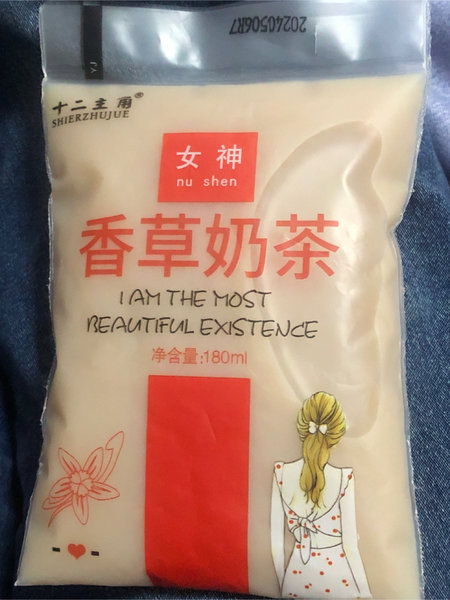 20240506R7
十二主角®
SHIERZHUJUE
女神
nu shen
香草奶茶
I AM THE MOST
BEAUTIFUL EXISTENCE
净含量:180ml